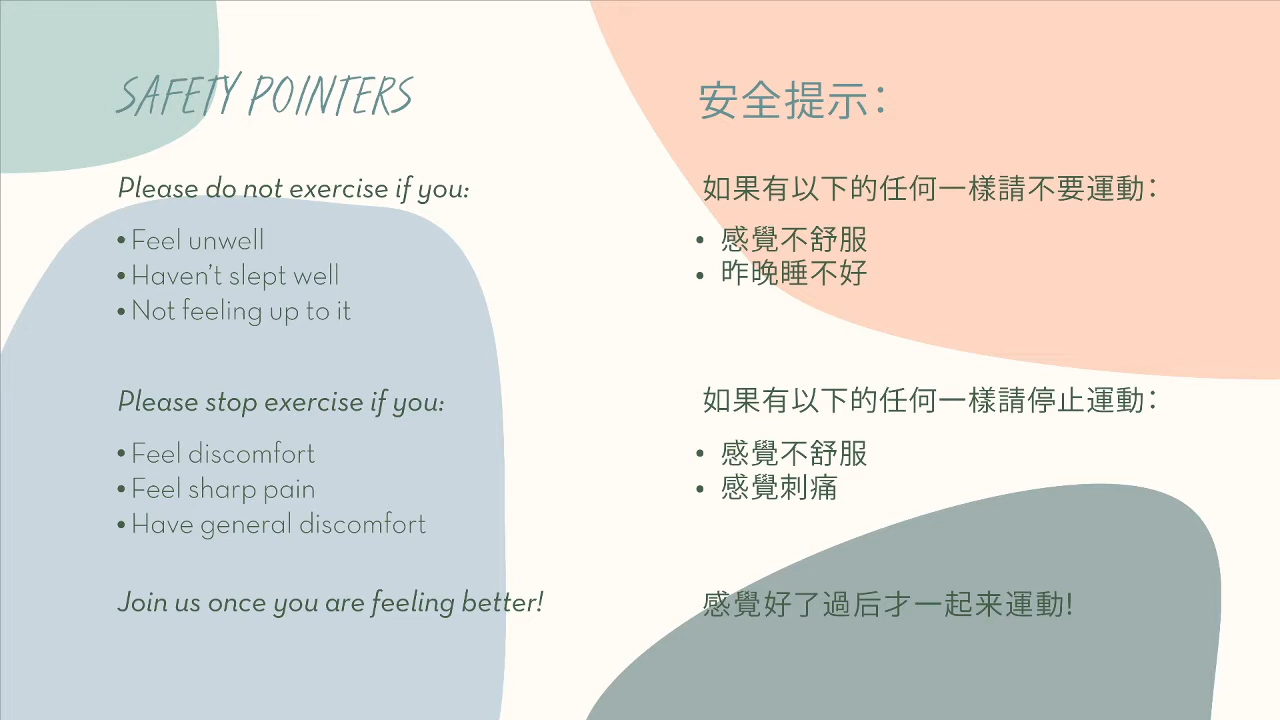 SAFETY POINTERS
Please do not exercise if you:
• Feel unwell
• Haven't slept well
• Not feeling up to it
Please stop exercise if you:
• Feel discomfort
• Feel sharp pain
• Have general discomfort
Join us once you are feeling better!
安全提示：
如果有以下的任何一樣請不要運動：
• 感覺不舒服
• 昨晚睡不好
如果有以下的任何一樣請停止運動：
• 感覺不舒服
• 感覺刺痛
感覺好了過后才一起来運動!